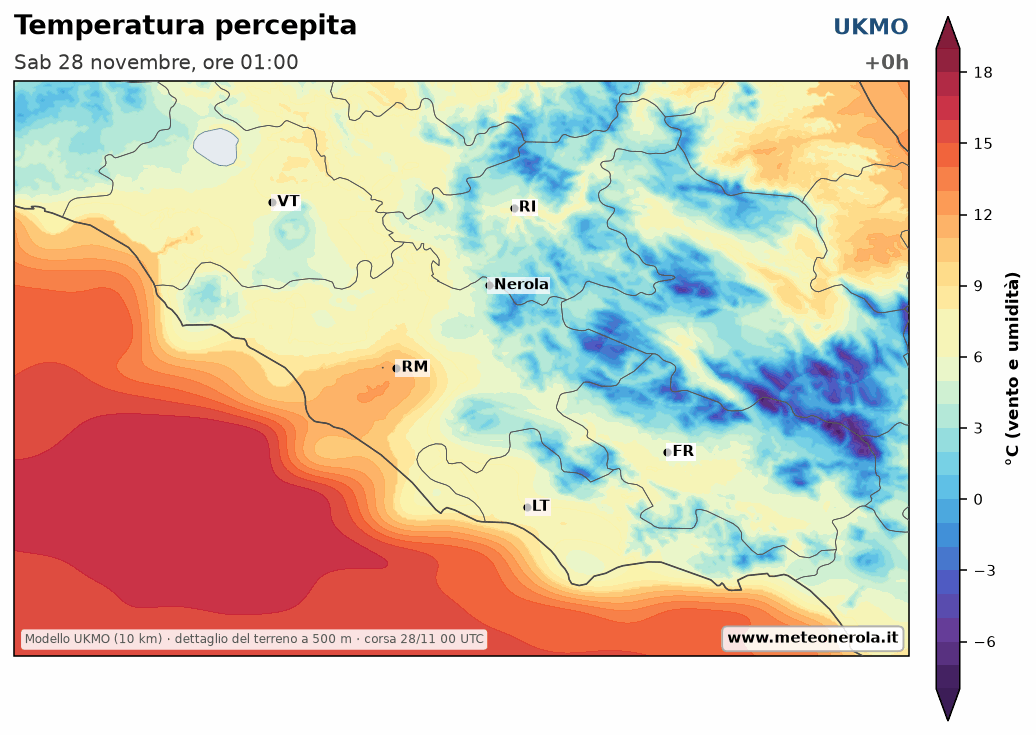 Temperatura percepita
UKMO
Sab 28 novembre, ore 01:00
+0h
VT
RI
Nerola
RM
FR
LT
Modello UKMO (10 km) · dettaglio del terreno a 500 m · corsa 28/11 00 UTC
www.meteonerola.it
18
15
12
9
6
3
0
−3
−6
°C (vento e umidità)